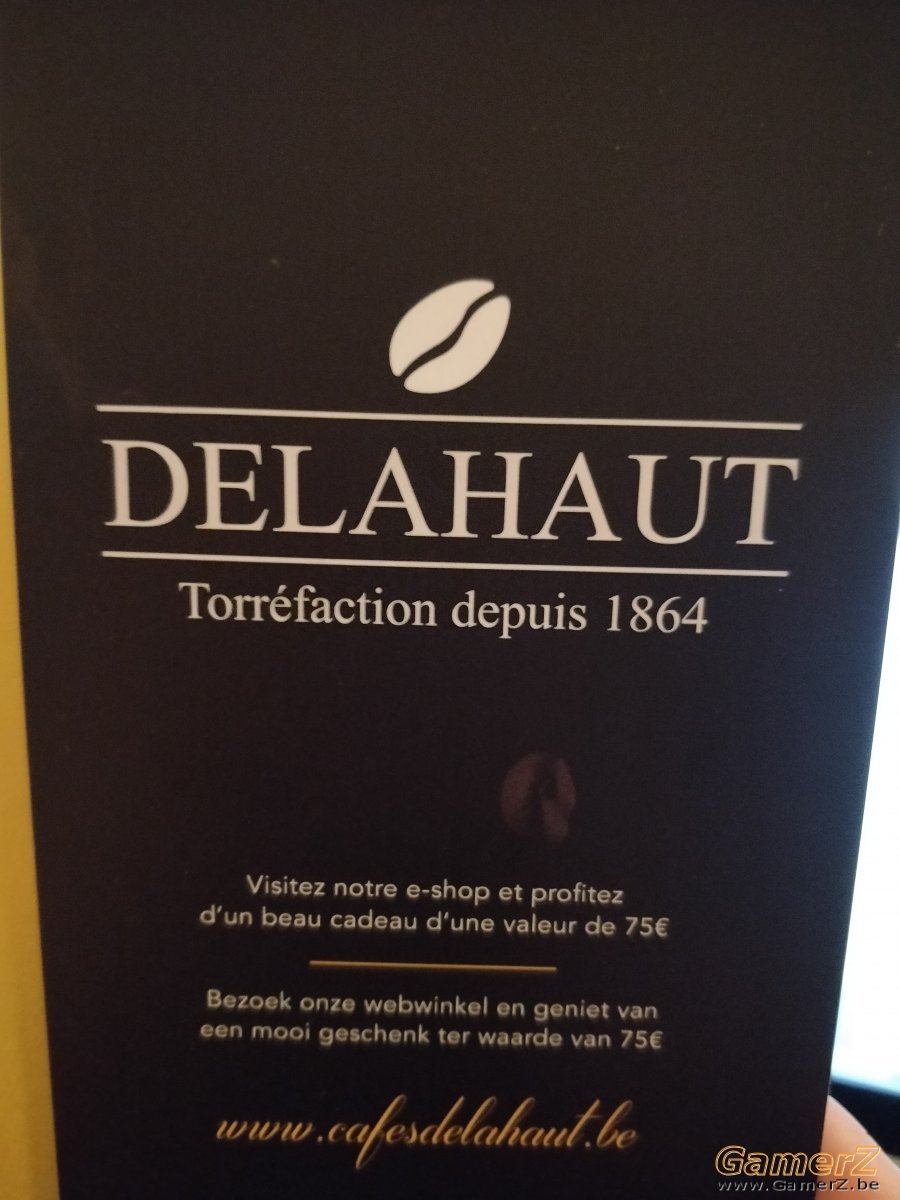 DELAHAUT
Torréfaction depuis 1864
Visitez notre e-shop et profitez
d'un beau cadeau d'une valeur de 75€
Bezoek onze webwinkel en geniet van
een mooi geschenk ter waarde van 75€
www.cafesdelahaut.be
GamerZ
www.GamerZ.be